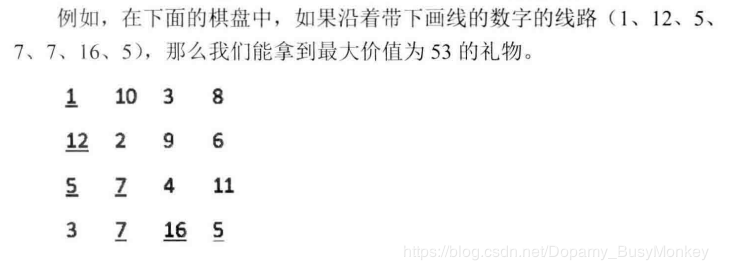 例如，在下面的棋盘中，如果沿着带下画线的数字的线路（1、12、5、
7、7、16、5），那么我们能拿到最大价值为 53 的礼物。
1 10 3 8
12 2 9 6
5 7 4 11
3 7 16 5
https://blog.csdn.net/Dopamy_BusyMonkey